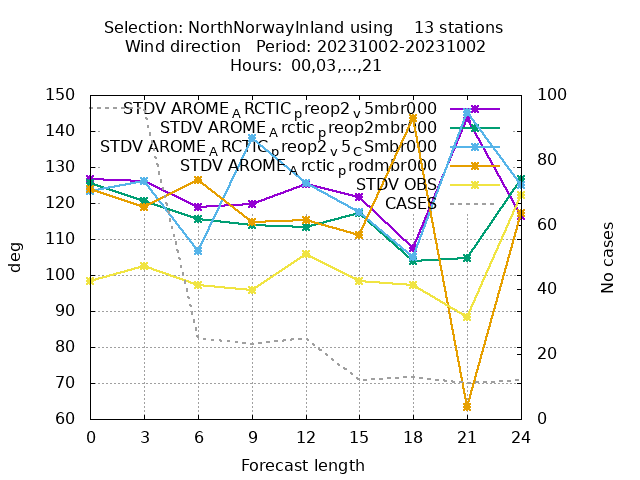 Selection: NorthNorwayInland using 13 stations
Wind direction Period: 20231002-20231002
Hours: 00,03,...,21
150
140
130
120
110
100
90
80
70
60
deg
STDV AROME_ARCTIC_preop2_v5mbr000
STDV AROME_Arctic_preop2mbr000
STDV AROME_ARCTIC_preop2_v5_CSmbr000
STDV AROME_Arctic_prodmbr000
STDV OBS
CASES
100
80
60
40
20
0
No cases
0 3 6 9 12 15 18 21 24
Forecast length